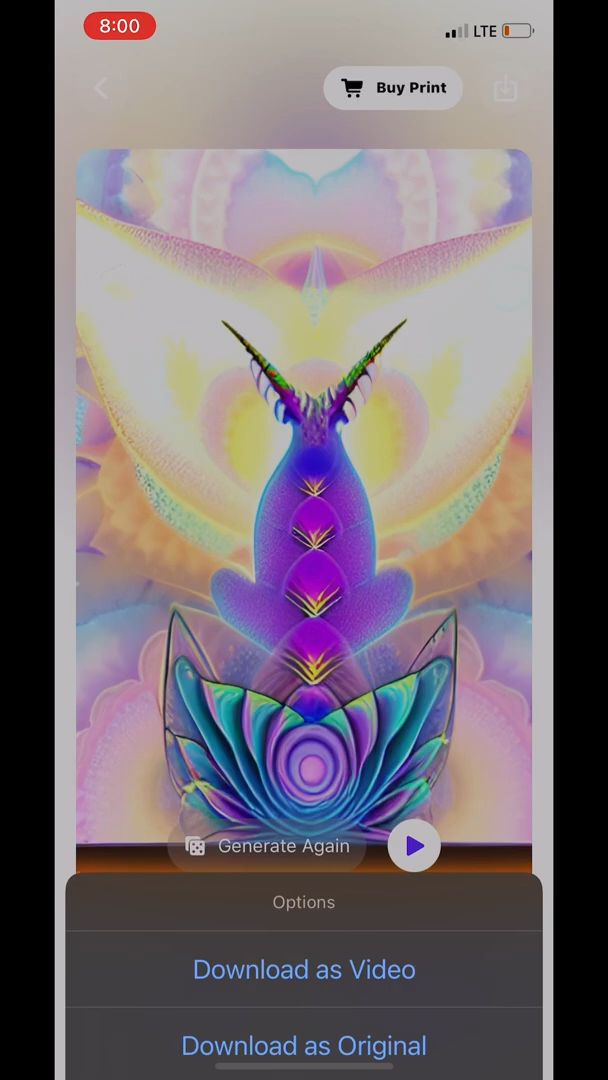 8:00
LTE
Buy Print
Generate Again
Options
Download as Video
Download as Original